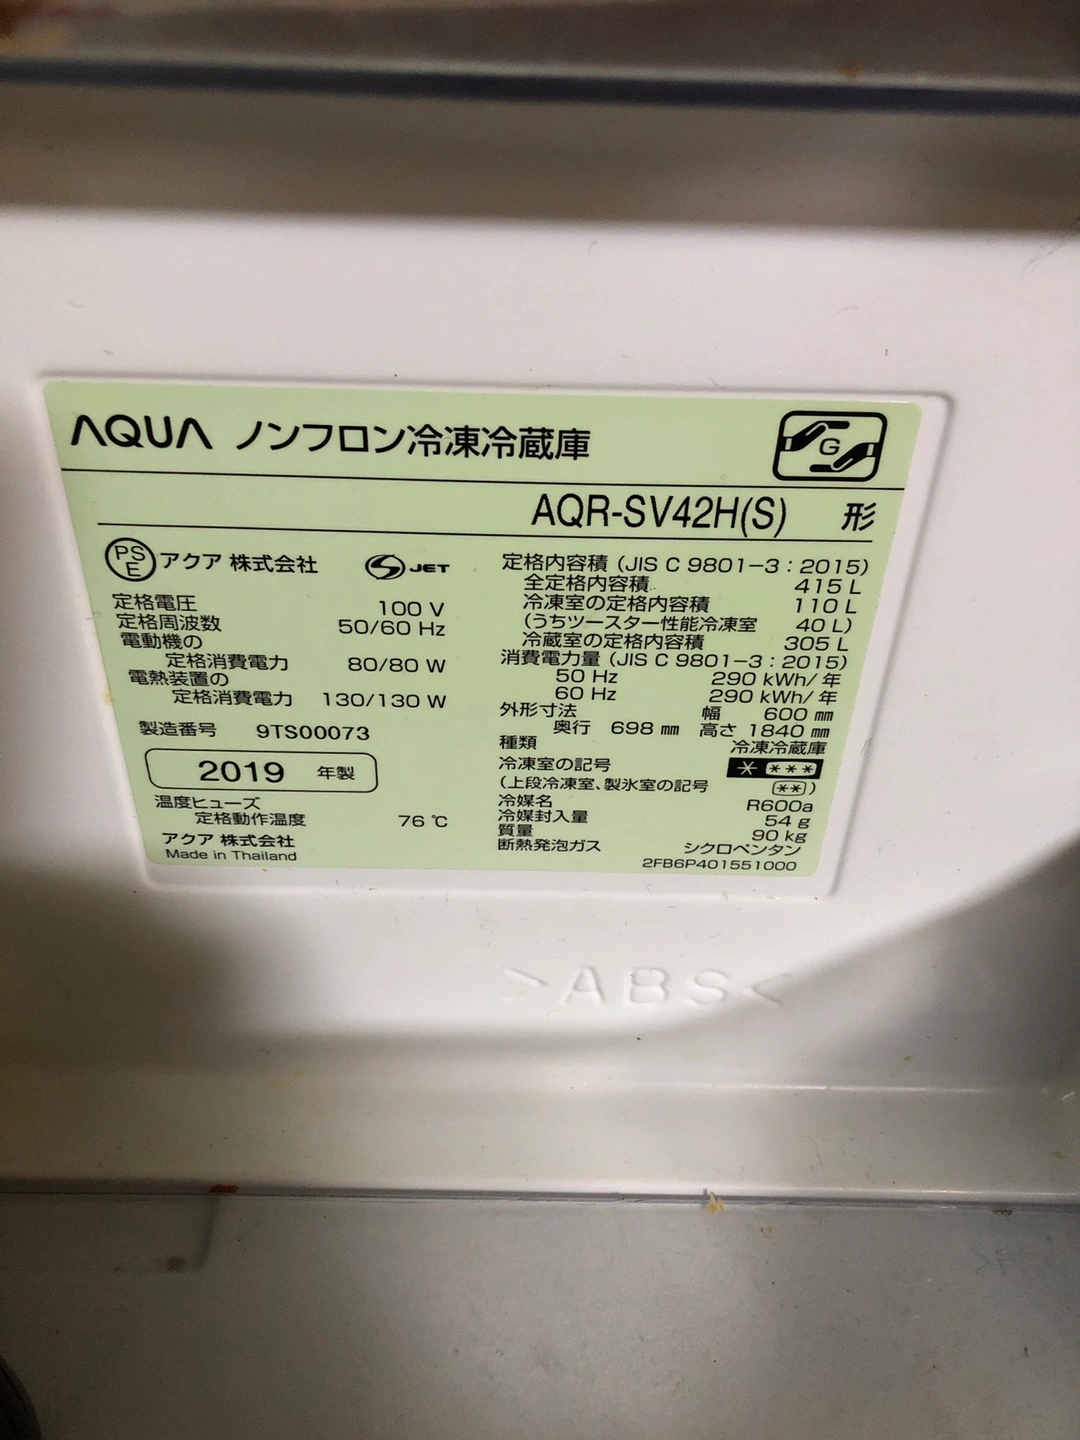 AQUA ノンフロン冷凍冷蔵庫
G
AQR-SV42H(S) 形
PSE アクア 株式会社 JET
定格電圧 100 V
定格周波数 50/60 Hz
電動機の
定格消費電力 80/80 W
電熱装置の
定格消費電力 130/130 W
製造番号 9TS00073
2019 年製
温度ヒューズ
定格動作温度 76 ℃
アクア 株式会社
Made in Thailand
定格内容積 (JIS C 9801-3：2015)
全定格内容積 415 L
冷凍室の定格内容積 110 L
(うちツースター性能冷凍室 40 L)
冷蔵室の定格内容積 305 L
消費電力量 (JIS C 9801-3：2015)
50 Hz 290 kWh/年
60 Hz 290 kWh/年
外形寸法 幅 600 ㎜
奥行 698 ㎜ 高さ 1840 ㎜
種類 冷凍冷蔵庫
冷凍室の記号 * ***
(上段冷凍室、製氷室の記号 **)
冷媒名 R600a
冷媒封入量 54 g
質量 90 kg
断熱発泡ガス シクロペンタン
2FB6P401551000
>ABS<